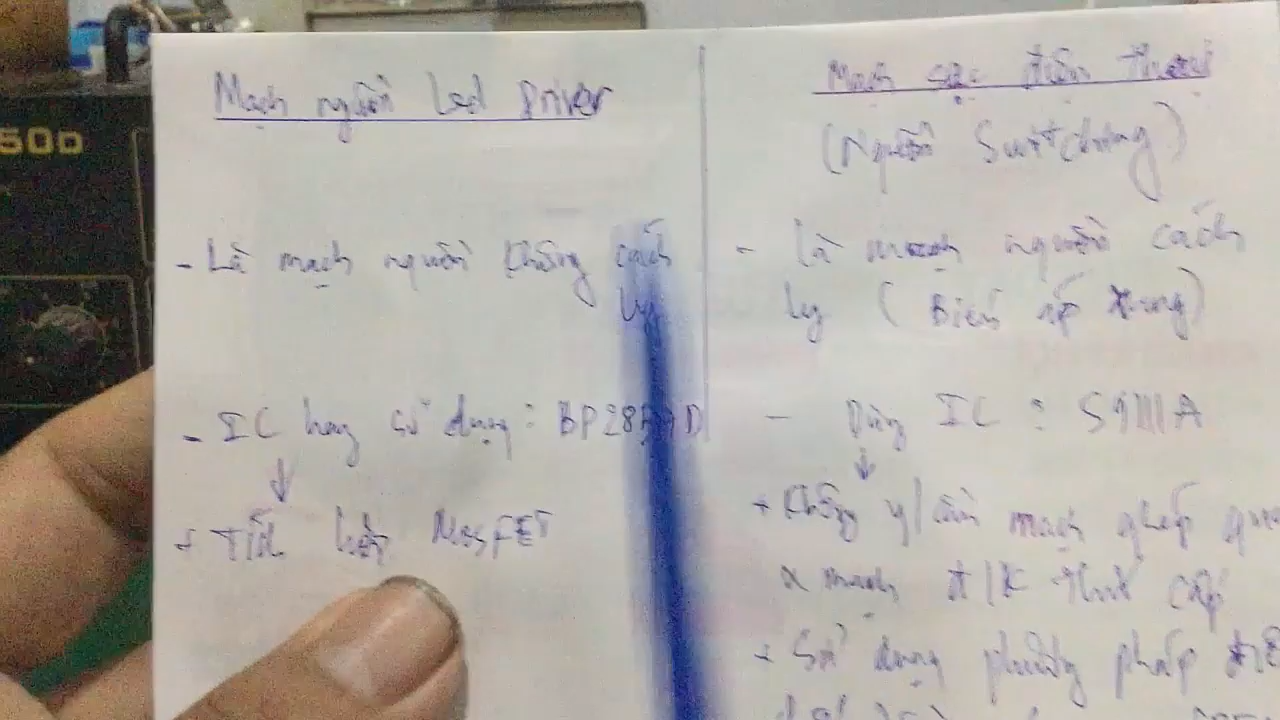 50D
Mạch nguồn Led Driver
- Là mạch nguồn không cách
ly
- IC hay sử dụng: BP28
+ Tích hợp MosFET
Mạch sạc điện thoại
(Nguồn Switching)
- là mạch nguồn cách
ly (Biến áp xung)
- Dùng IC : S9111A
+ Không y/cầu mạch ghép
& mạch đ/k thứ cấp
+ Sử dụng phương pháp